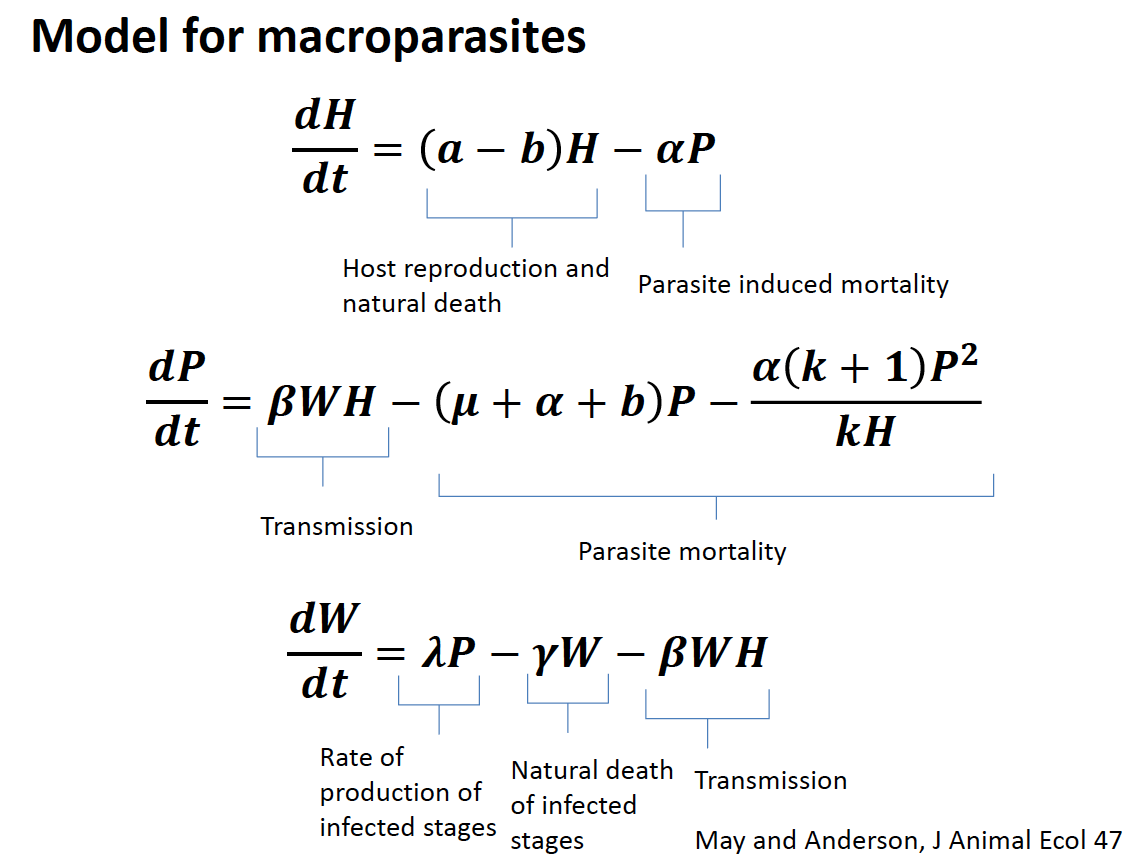 Model for macroparasites
dH/dt = (a − b)H − αP
Host reproduction and
natural death
Parasite induced mortality
dP/dt = βWH − (μ + α + b)P − α(k + 1)P²/kH
Transmission
Parasite mortality
dW/dt = λP − γW − βWH
Rate of
production of
infected stages
Natural death
of infected
stages
Transmission
May and Anderson, J Animal Ecol 47